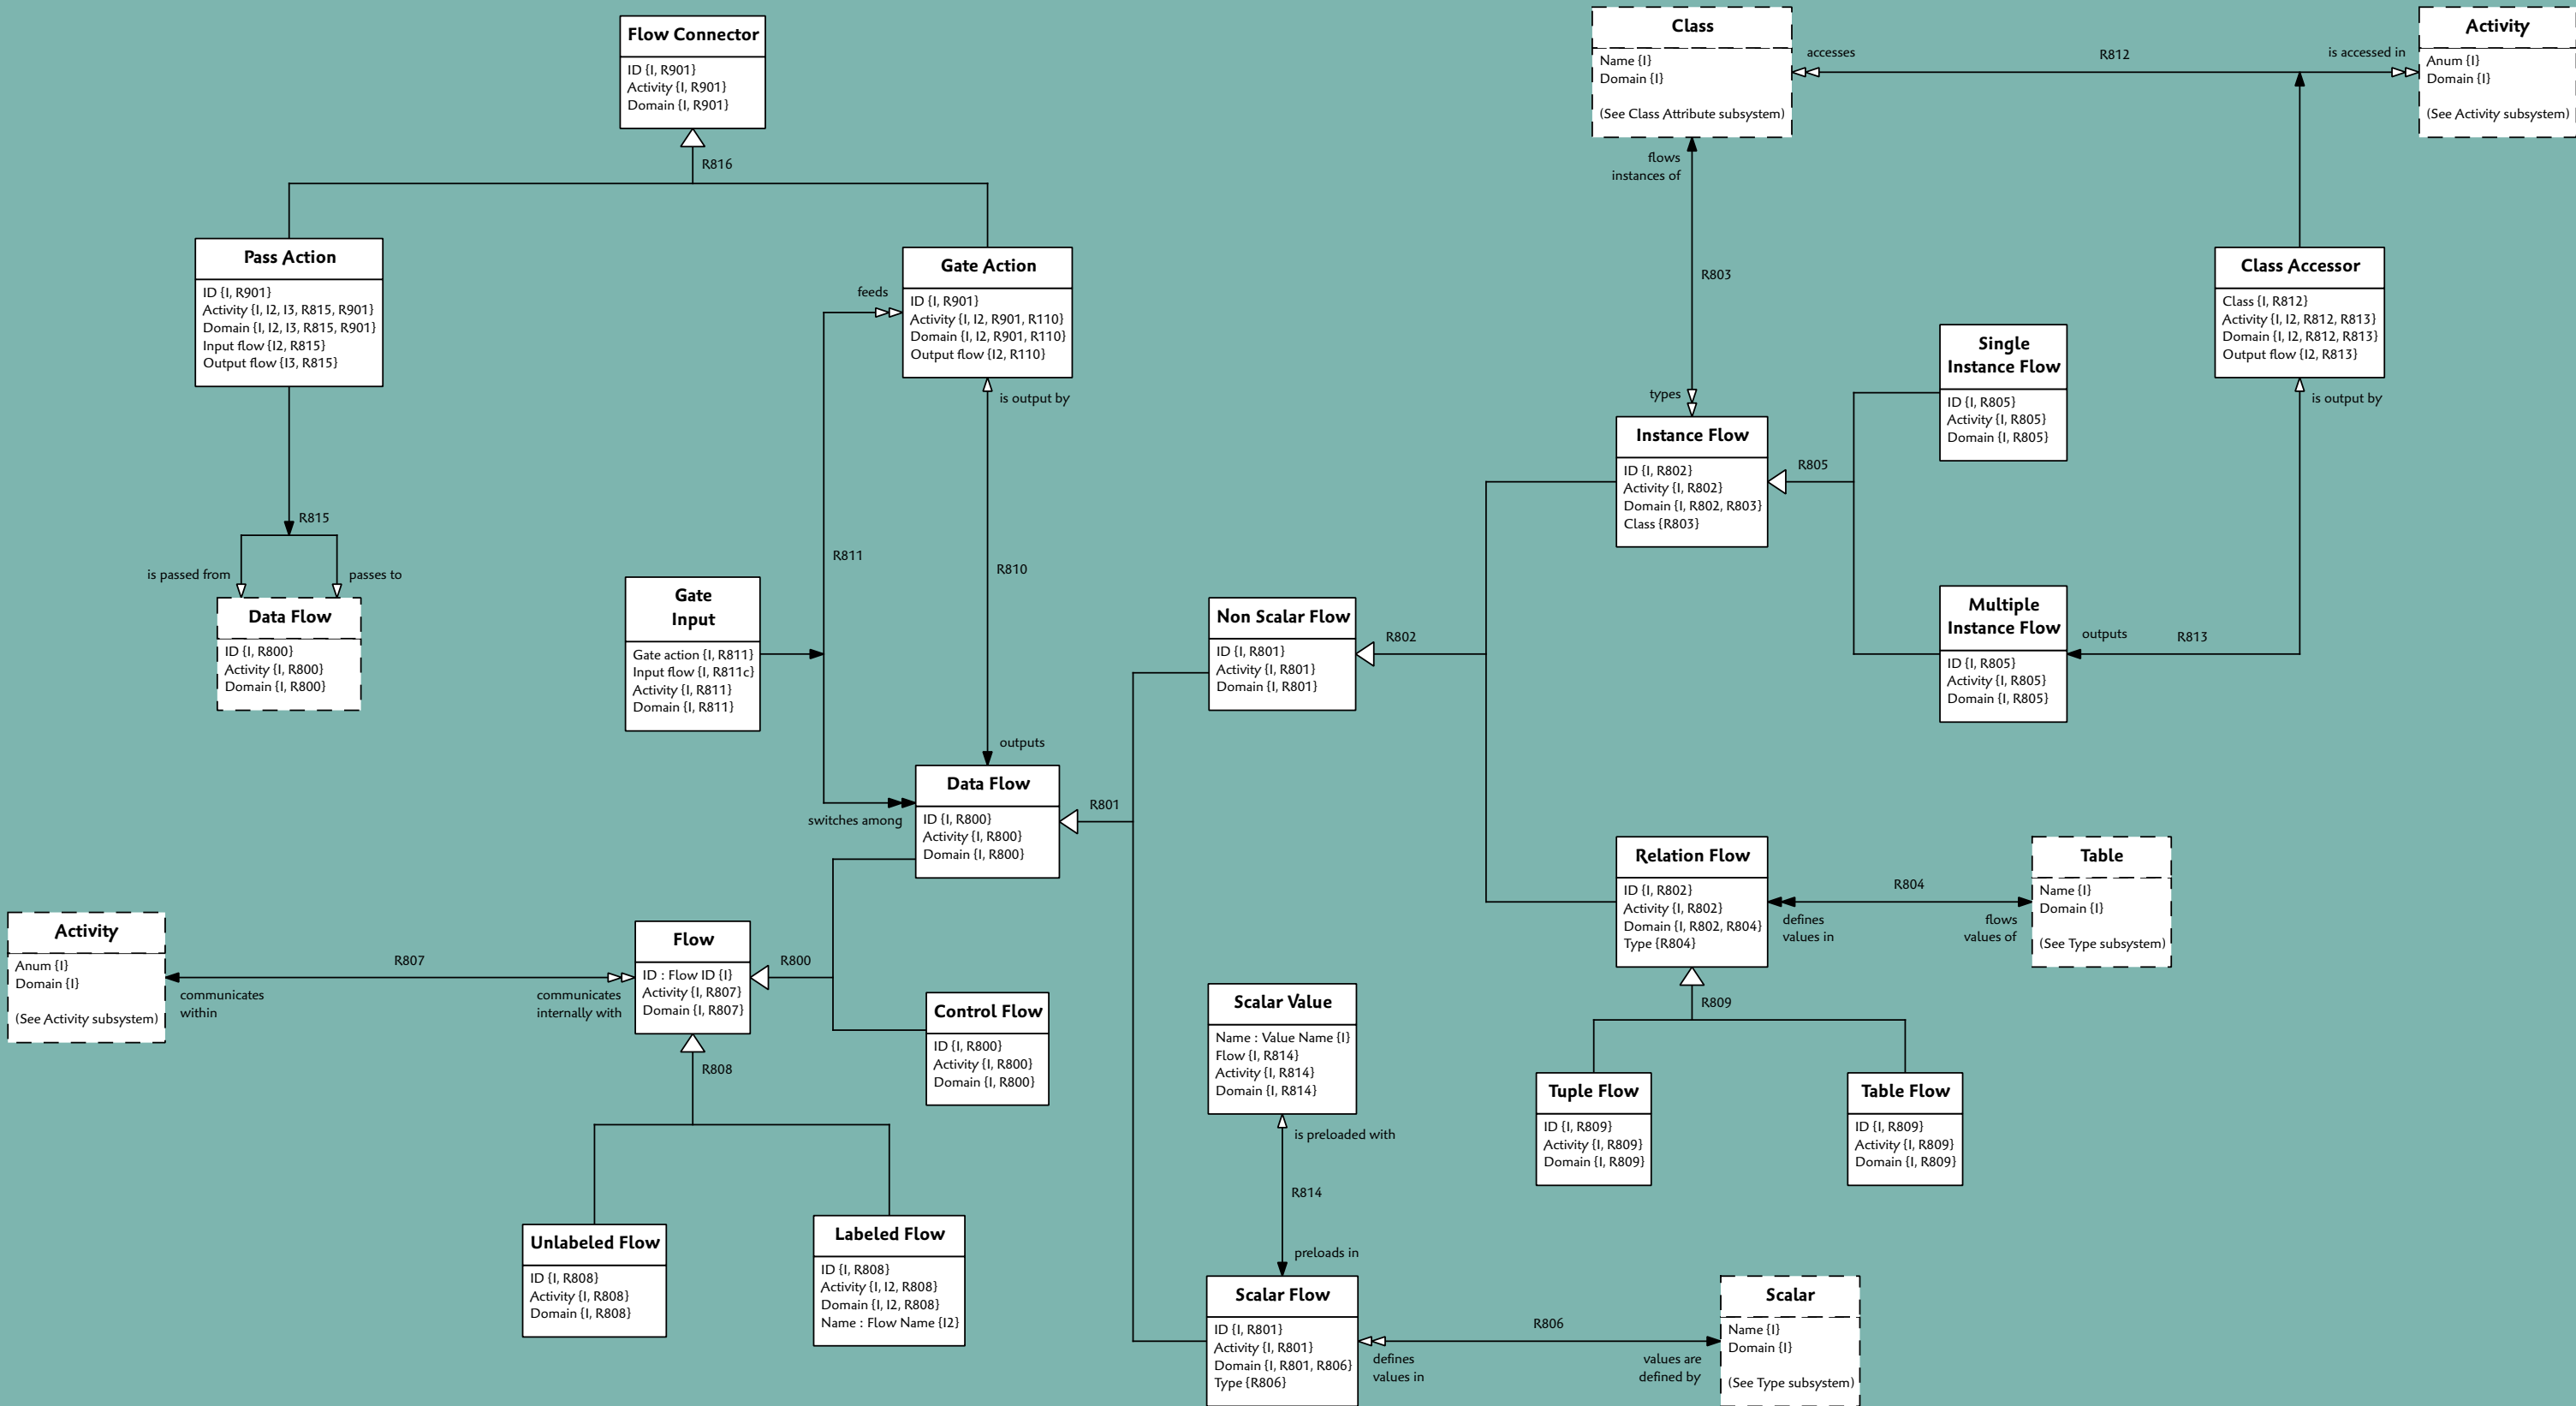 Flow Connector
ID {I, R901}
Activity {I, R901}
Domain {I, R901}
R816
Pass Action
ID {I, R901}
Activity {I, I2, I3, R815, R901}
Domain {I, I2, I3, R815, R901}
Input flow {I2, R815}
Output flow {I3, R815}
R815
is passed from
passes to
Data Flow
ID {I, R800}
Activity {I, R800}
Domain {I, R800}
Gate Action
ID {I, R901}
Activity {I, I2, R901, R110}
Domain {I, I2, R901, R110}
Output flow {I2, R110}
feeds
is output by
R811
R810
Gate
Input
Gate action {I, R811}
Input flow {I, R811c}
Activity {I, R811}
Domain {I, R811}
outputs
switches among
Data Flow
ID {I, R800}
Activity {I, R800}
Domain {I, R800}
R801
Activity
Anum {I}
Domain {I}
(See Activity subsystem)
R807
communicates
within
communicates
internally with
Flow
ID : Flow ID {I}
Activity {I, R807}
Domain {I, R807}
R800
Control Flow
ID {I, R800}
Activity {I, R800}
Domain {I, R800}
R808
Unlabeled Flow
ID {I, R808}
Activity {I, R808}
Domain {I, R808}
Labeled Flow
ID {I, R808}
Activity {I, I2, R808}
Domain {I, I2, R808}
Name : Flow Name {I2}
Class
Name {I}
Domain {I}
(See Class Attribute subsystem)
accesses
R812
is accessed in
Activity
Anum {I}
Domain {I}
(See Activity subsystem)
flows
instances of
R803
types
Class Accessor
Class {I, R812}
Activity {I, I2, R812, R813}
Domain {I, I2, R812, R813}
Output flow {I2, R813}
is output by
Single
Instance Flow
ID {I, R805}
Activity {I, R805}
Domain {I, R805}
Instance Flow
ID {I, R802}
Activity {I, R802}
Domain {I, R802, R803}
Class {R803}
R805
Multiple
Instance Flow
ID {I, R805}
Activity {I, R805}
Domain {I, R805}
outputs
R813
Non Scalar Flow
ID {I, R801}
Activity {I, R801}
Domain {I, R801}
R802
Relation Flow
ID {I, R802}
Activity {I, R802}
Domain {I, R802, R804}
Type {R804}
R804
defines
values in
flows
values of
Table
Name {I}
Domain {I}
(See Type subsystem)
R809
Tuple Flow
ID {I, R809}
Activity {I, R809}
Domain {I, R809}
Table Flow
ID {I, R809}
Activity {I, R809}
Domain {I, R809}
Scalar Value
Name : Value Name {I}
Flow {I, R814}
Activity {I, R814}
Domain {I, R814}
is preloaded with
R814
preloads in
Scalar Flow
ID {I, R801}
Activity {I, R801}
Domain {I, R801, R806}
Type {R806}
R806
defines
values in
values are
defined by
Scalar
Name {I}
Domain {I}
(See Type subsystem)